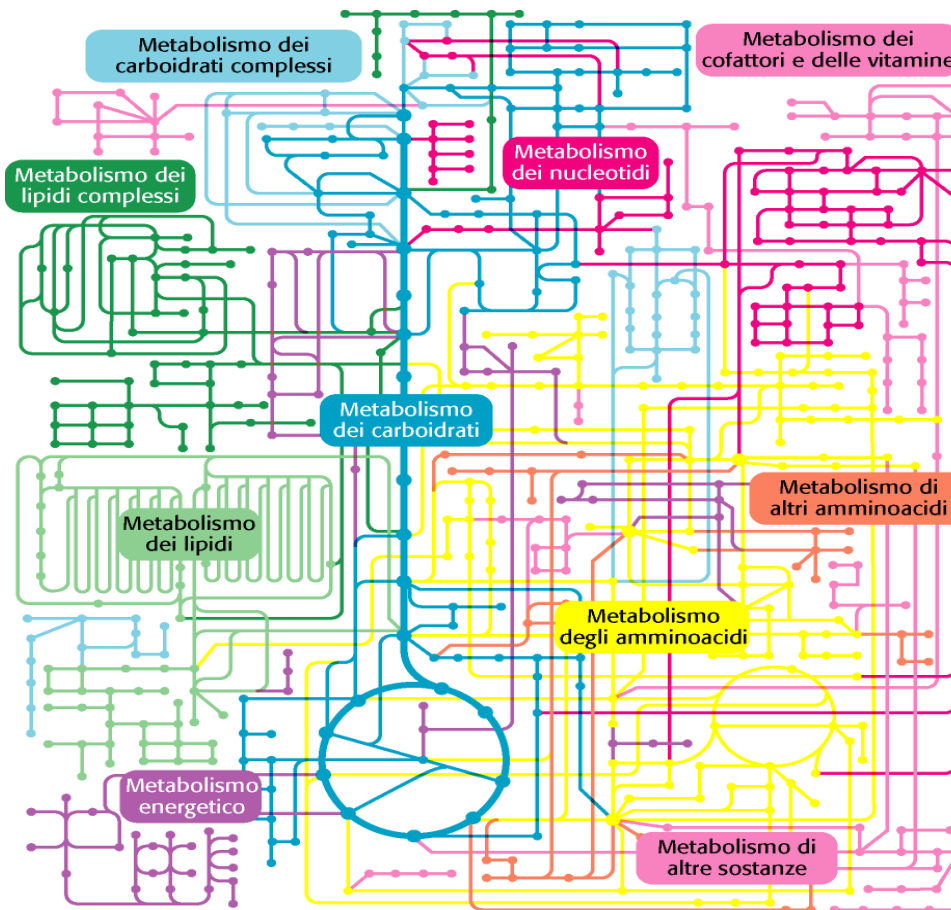 Metabolismo dei
carboidrati complessi
Metabolismo dei
cofattori e delle vitamine
Metabolismo
dei nucleotidi
Metabolismo dei
lipidi complessi
Metabolismo
dei carboidrati
Metabolismo di
altri amminoacidi
Metabolismo
dei lipidi
Metabolismo
degli amminoacidi
Metabolismo
energetico
Metabolismo di
altre sostanze